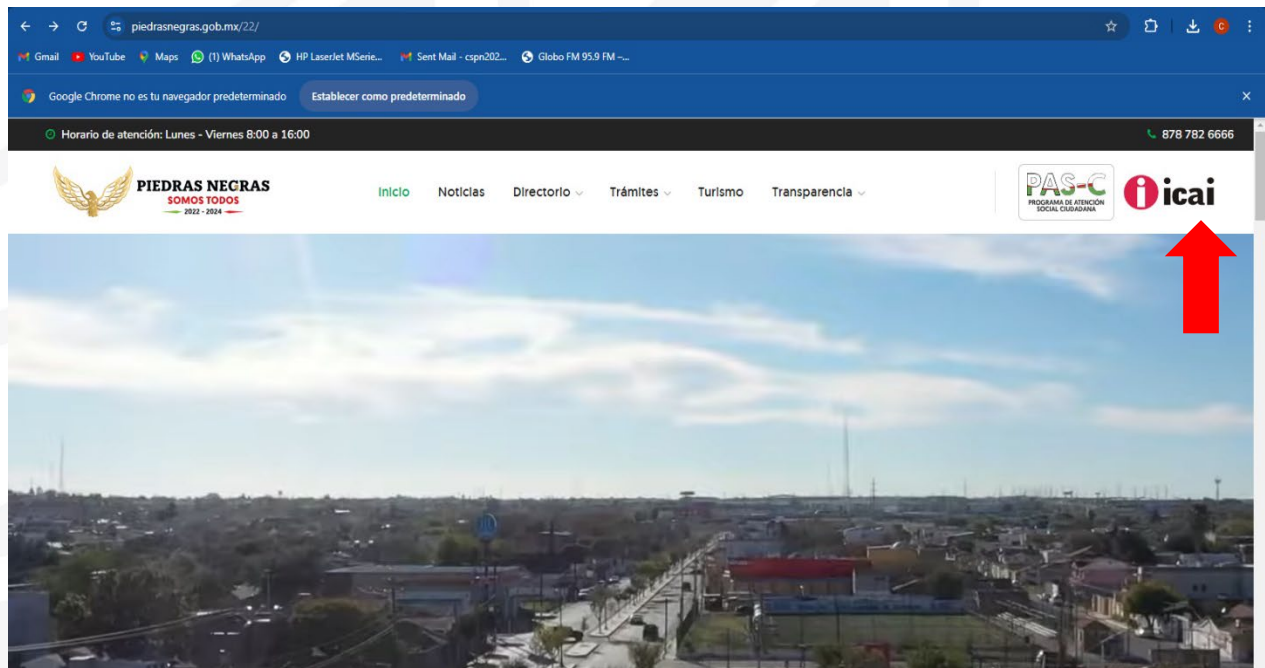 piedrasnegras.gob.mx/22/
Gmail YouTube Maps (1) WhatsApp HP LaserJet MSerie... Sent Mail - cspn202... Globo FM 95.9 FM –...
Google Chrome no es tu navegador predeterminado Establecer como predeterminado
Horario de atención: Lunes - Viernes 8:00 a 16:00 878 782 6666
PIEDRAS NEGRAS
SOMOS TODOS
2022 - 2024
Inicio Noticias Directorio Trámites Turismo Transparencia
PAS-C
PROGRAMA DE ATENCIÓN
SOCIAL CIUDADANA
icai